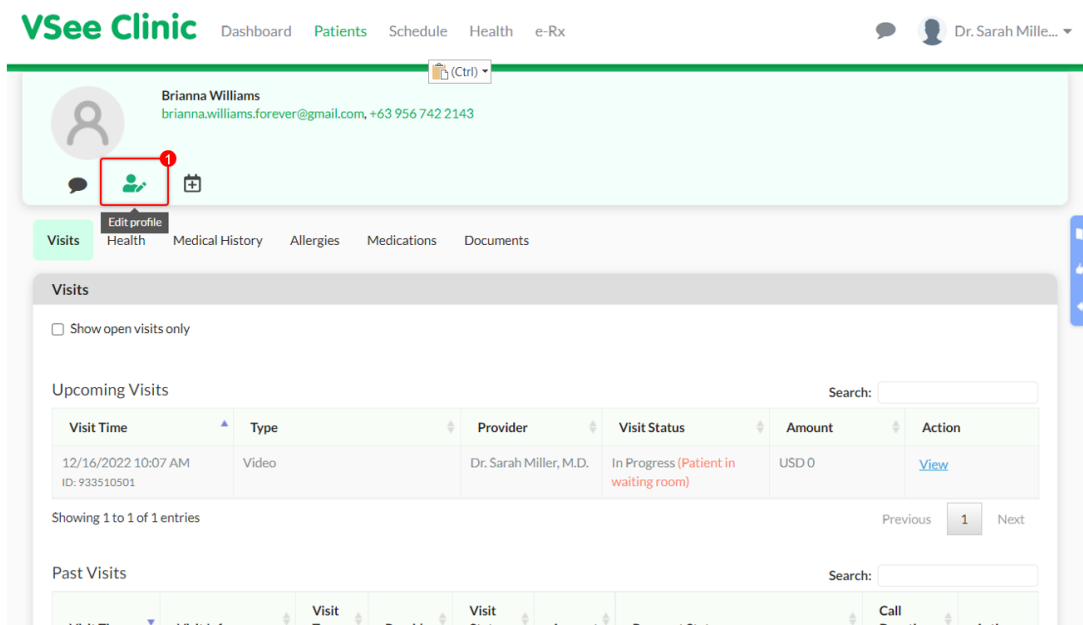 VSee Clinic Dashboard Patients Schedule Health e-Rx Dr. Sarah Mille...
(Ctrl)
Brianna Williams
brianna.williams.forever@gmail.com, +63 956 742 2143
1
Edit profile
Visits Health Medical History Allergies Medications Documents
Visits
Show open visits only
Upcoming Visits Search:
Visit Time Type Provider Visit Status Amount Action
12/16/2022 10:07 AM Video Dr. Sarah Miller, M.D. In Progress (Patient in USD 0 View
ID: 933510501 waiting room)
Showing 1 to 1 of 1 entries Previous 1 Next
Past Visits Search:
Visit Visit Call